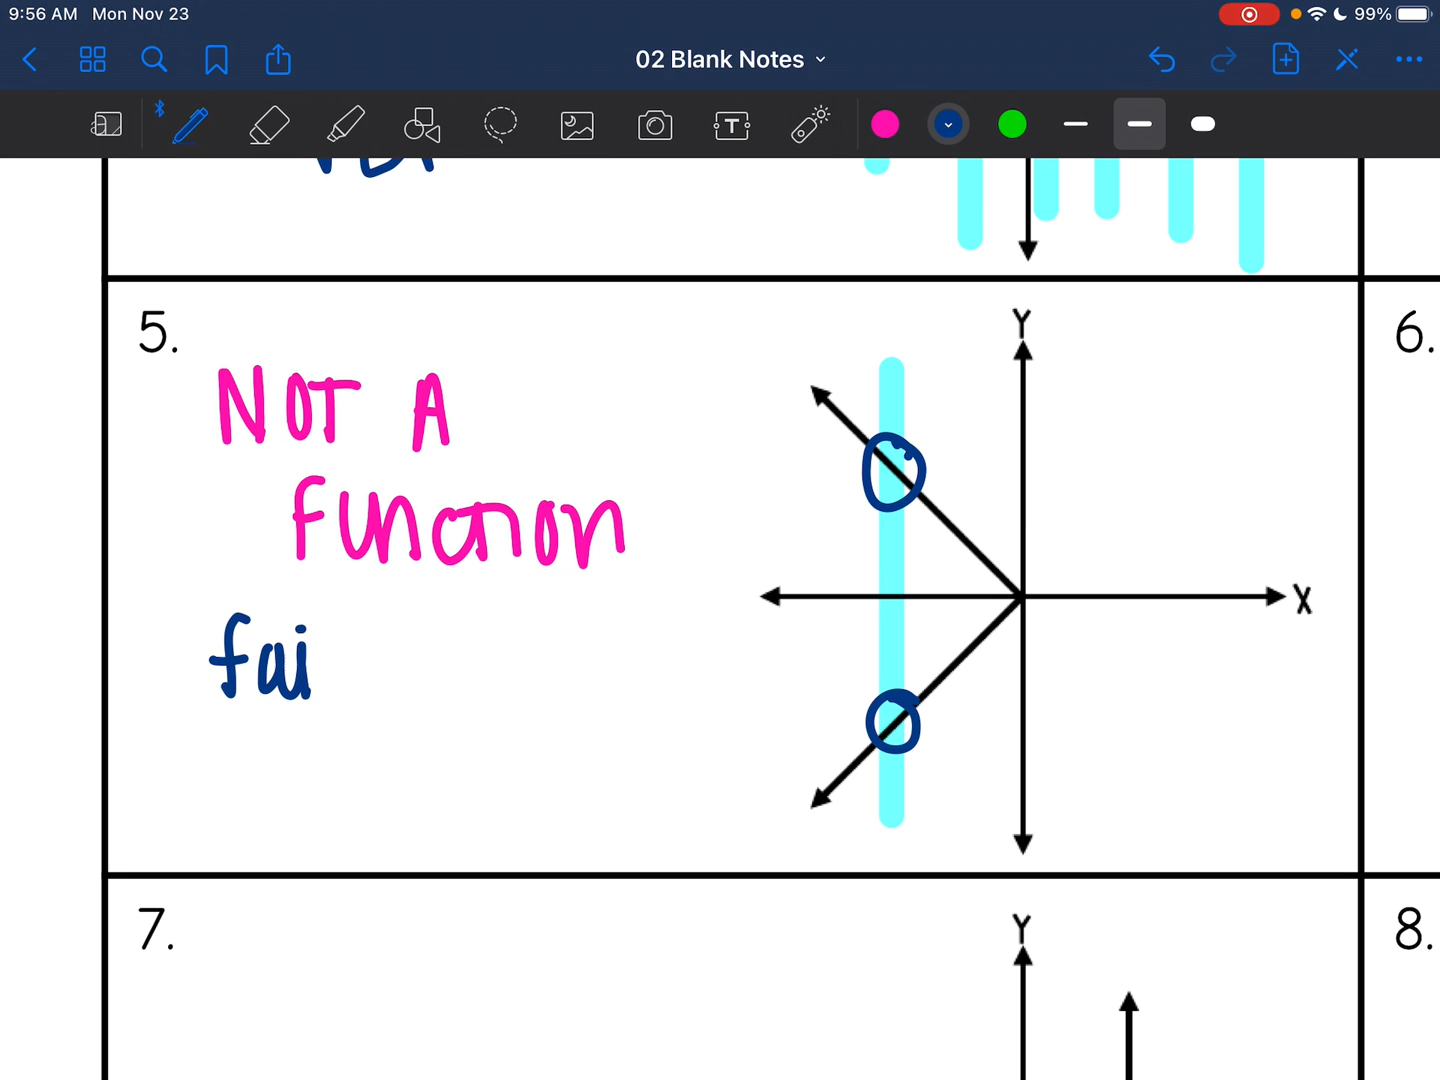 9:56 AM Mon Nov 23
99%
02 Blank Notes
T
5.
NOT A
Function
fai
Y
X
6.
7.
Y
8.